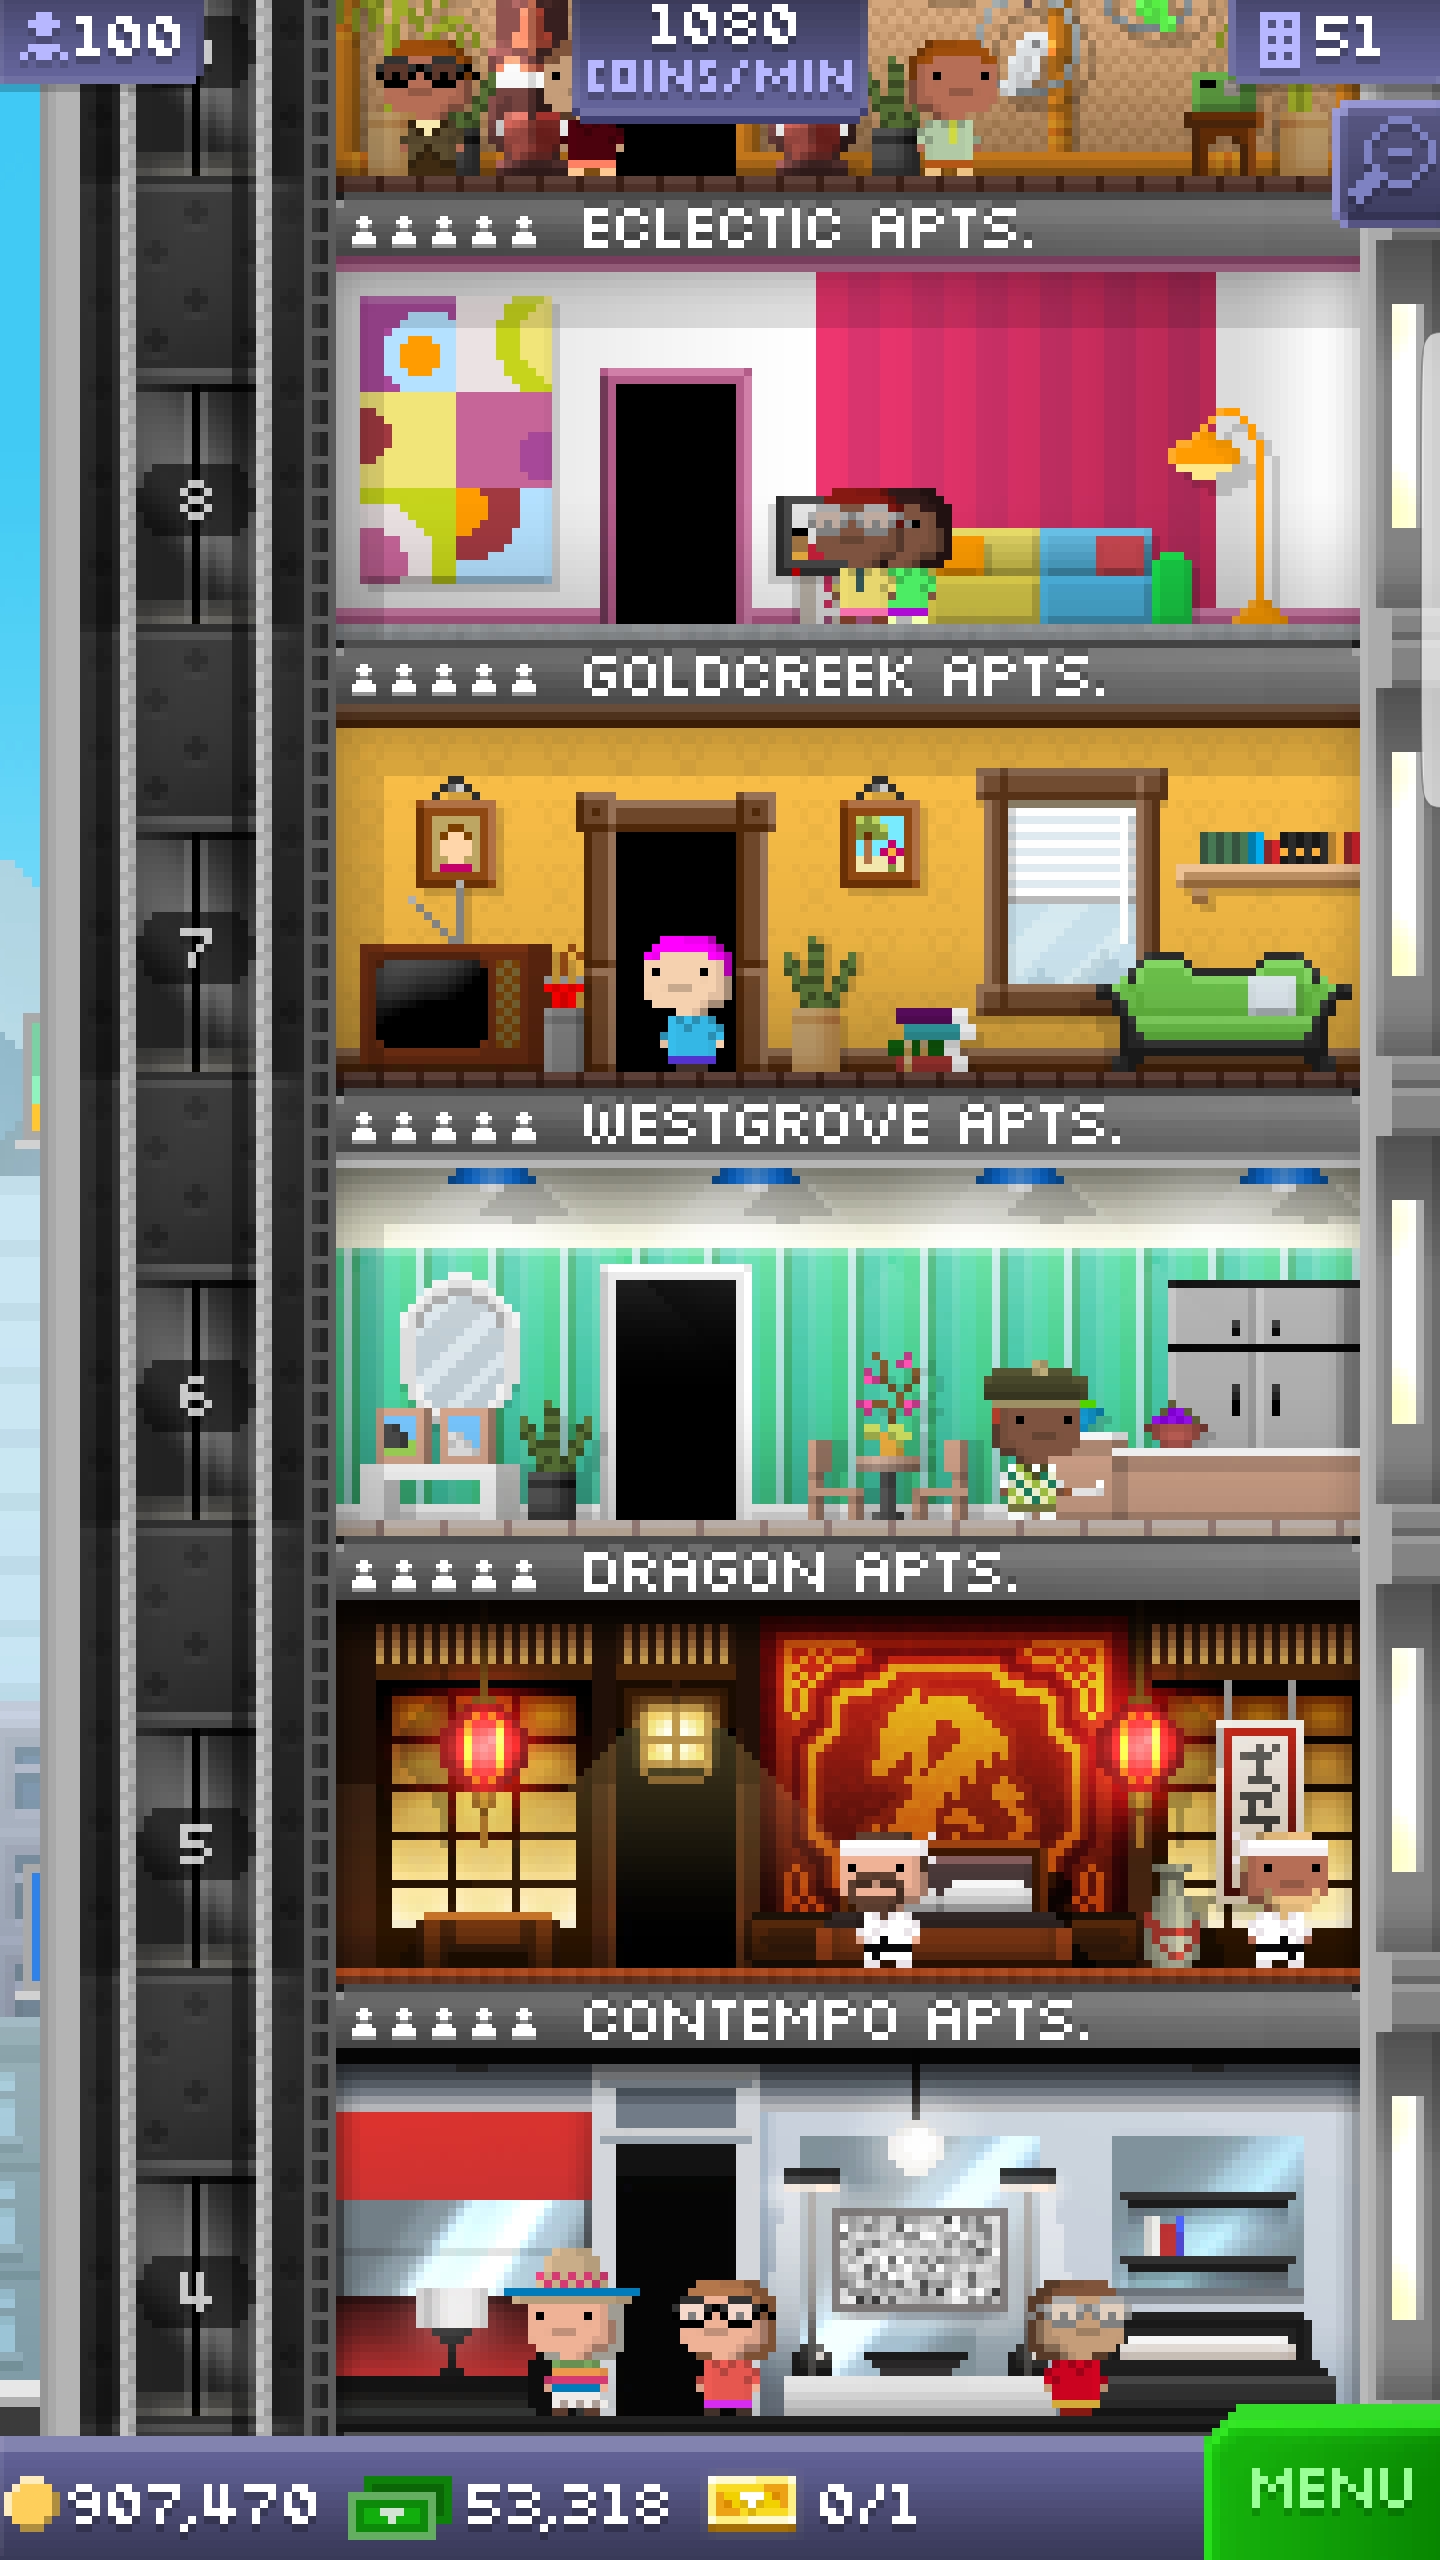 100
1080
COINS/MIN
51
ECLECTIC APTS.
8
GOLDCREEK APTS.
7
WESTGROVE APTS.
6
DRAGON APTS.
5
CONTEMPO APTS.
4
907,470
53,318
0/1
MENU